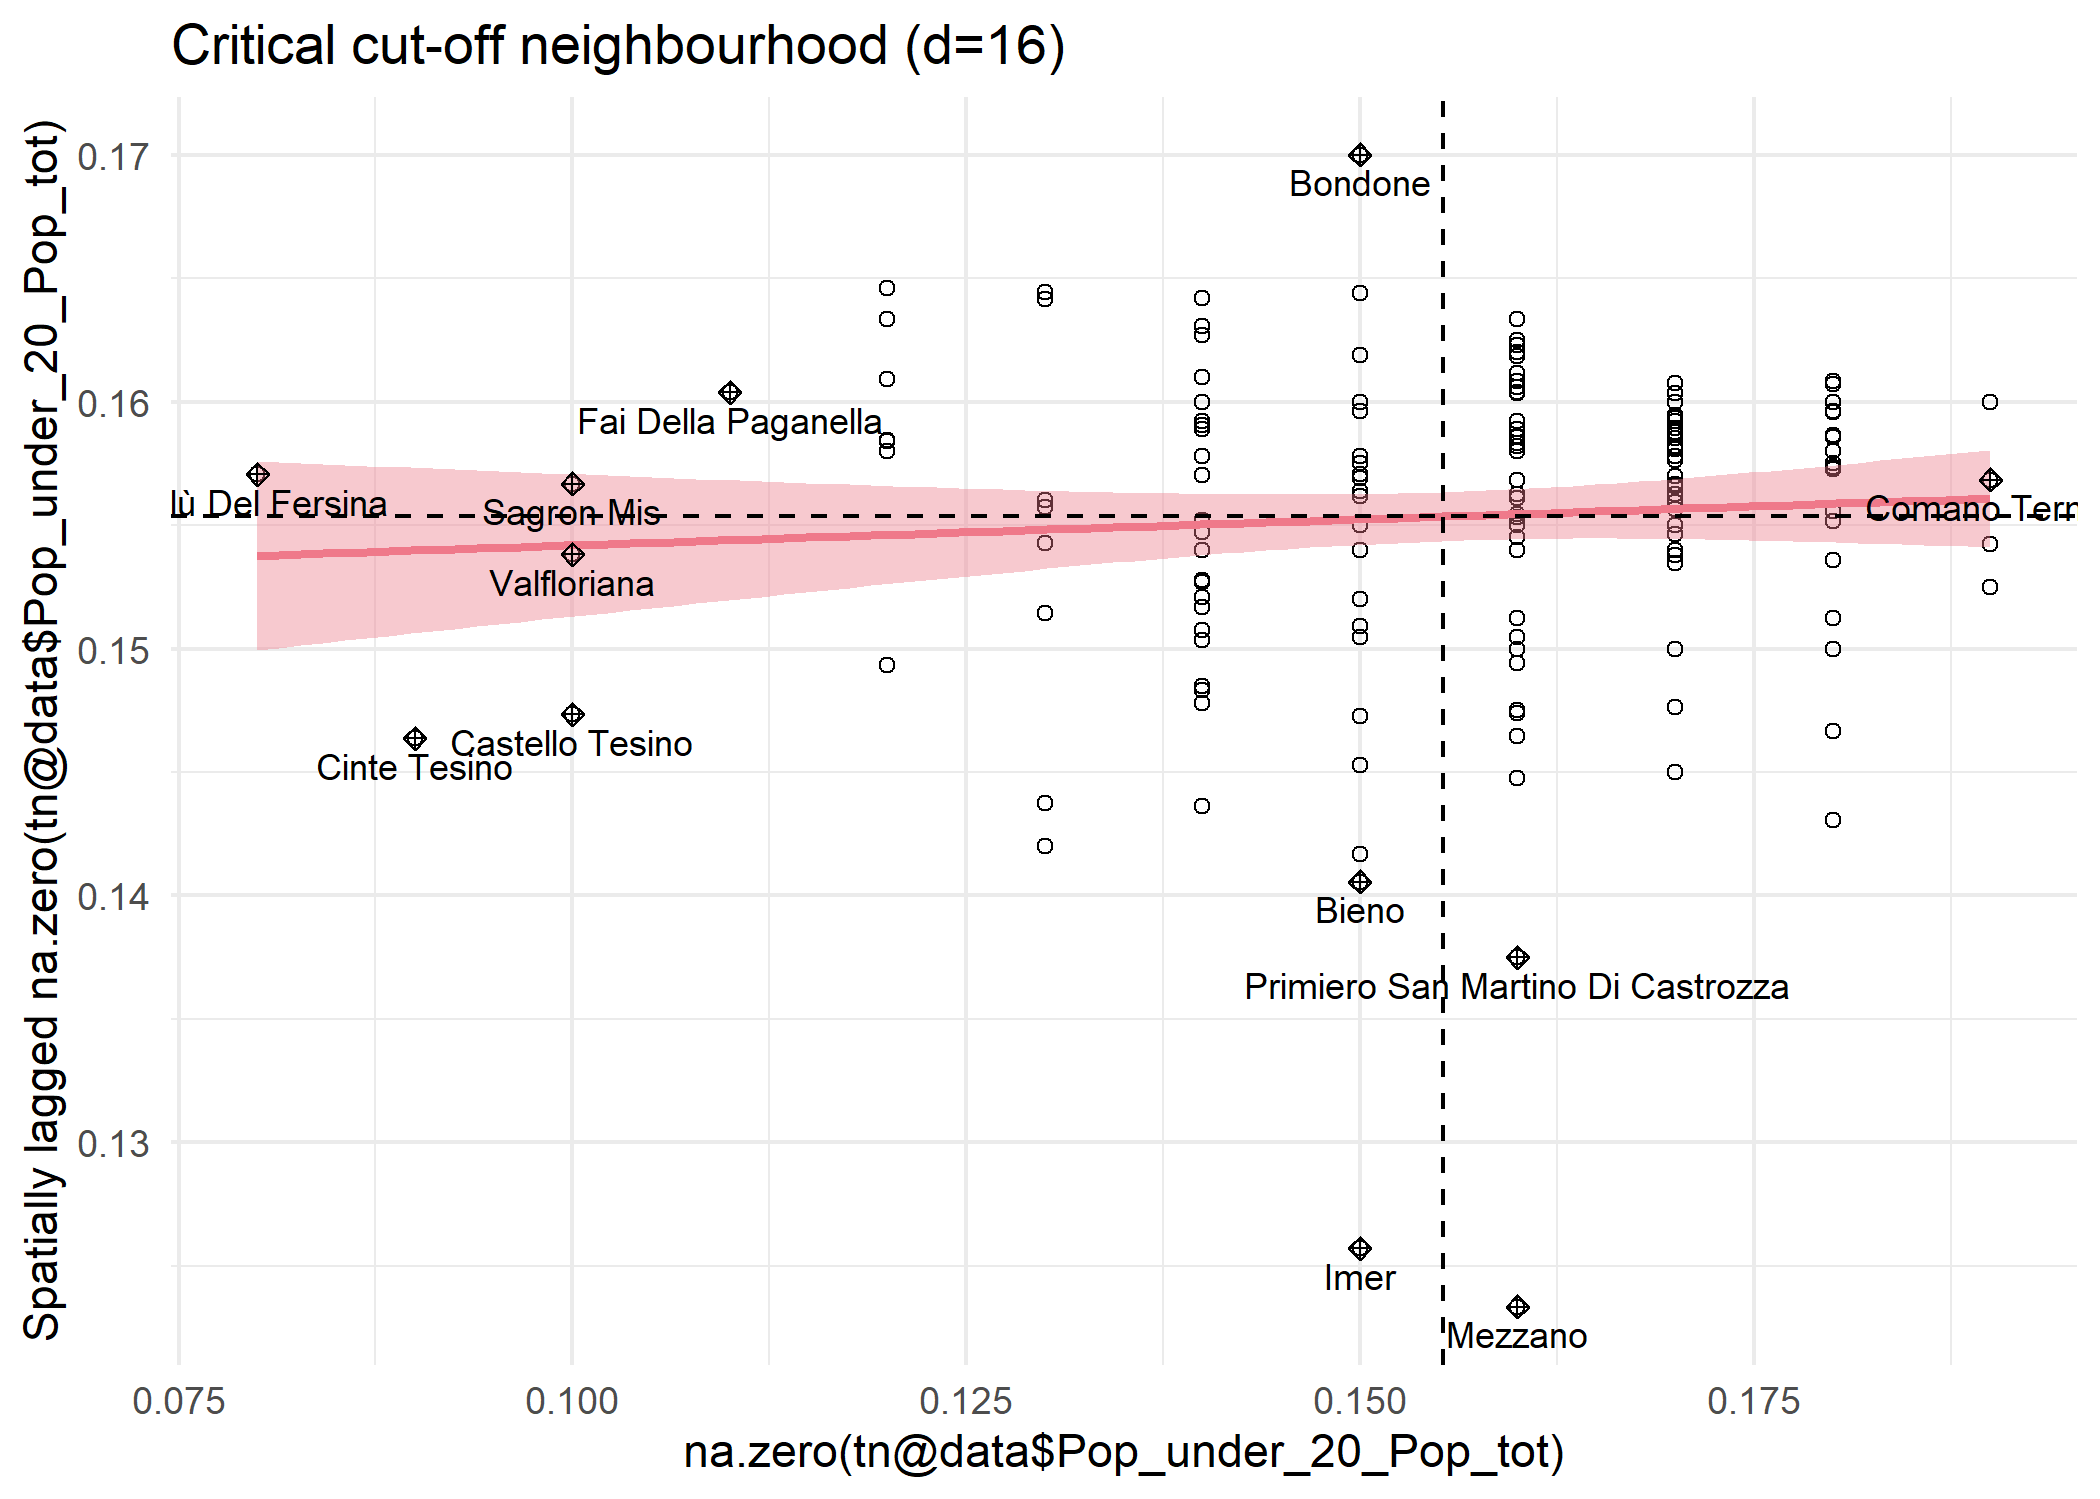 Critical cut-off neighbourhood (d=16)
Spatially lagged na.zero(tn@data$Pop_under_20_Pop_tot)
0.17
0.16
0.15
0.14
0.13
Bondone
Fai Della Paganella
lù Del Fersina
Sagron Mis
Comano Term
Valfloriana
Castello Tesino
Cinte Tesino
Bieno
Primiero San Martino Di Castrozza
Imer
Mezzano
0.075 0.100 0.125 0.150 0.175
na.zero(tn@data$Pop_under_20_Pop_tot)